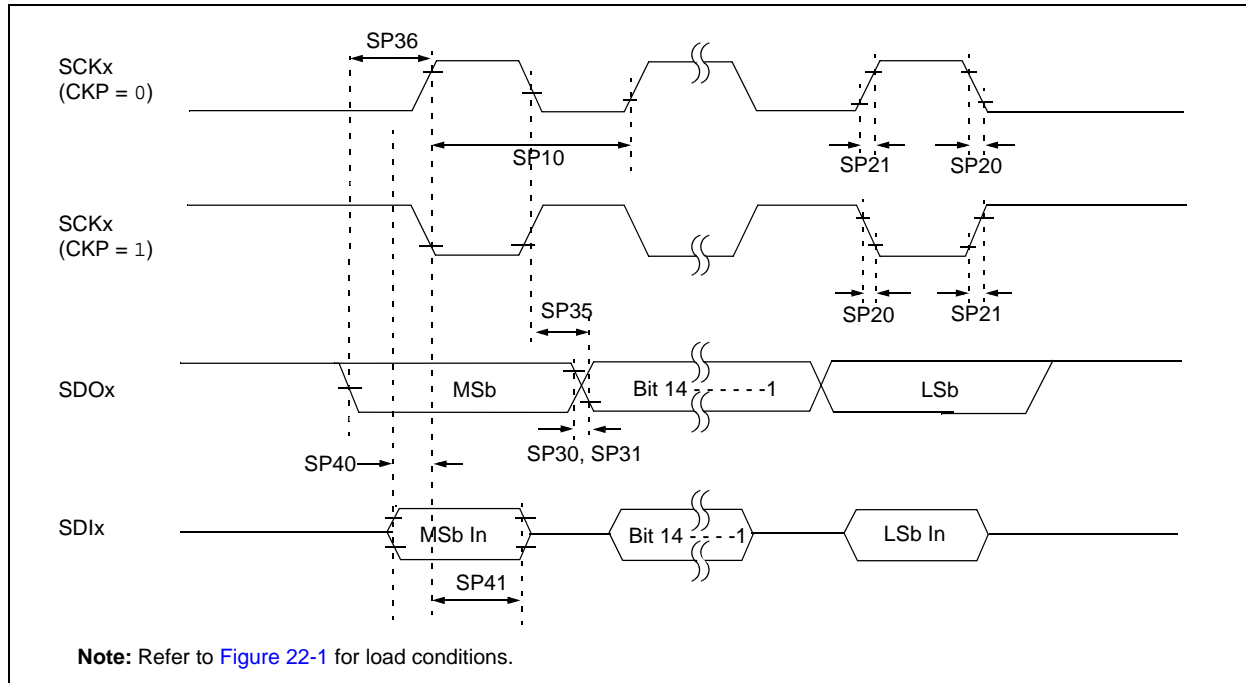 SP36
SCKx
(CKP = 0)
SP10
SP21
SP20
SCKx
(CKP = 1)
SP35
SP20
SP21
SDOx
MSb
Bit 14 - - - - - -1
LSb
SP40
SP30, SP31
SDIx
MSb In
Bit 14 - - - - -1
LSb In
SP41
Note: Refer to Figure 22-1 for load conditions.